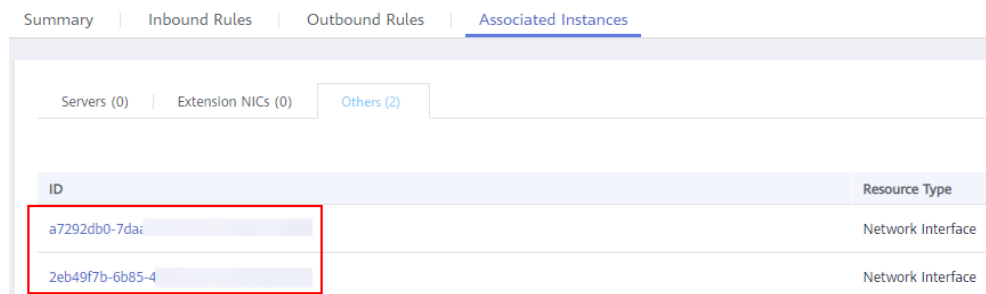 Summary Inbound Rules Outbound Rules Associated Instances
Servers (0) Extension NICs (0) Others (2)
ID Resource Type
a7292db0-7daa Network Interface
2eb49f7b-6b85-4 Network Interface